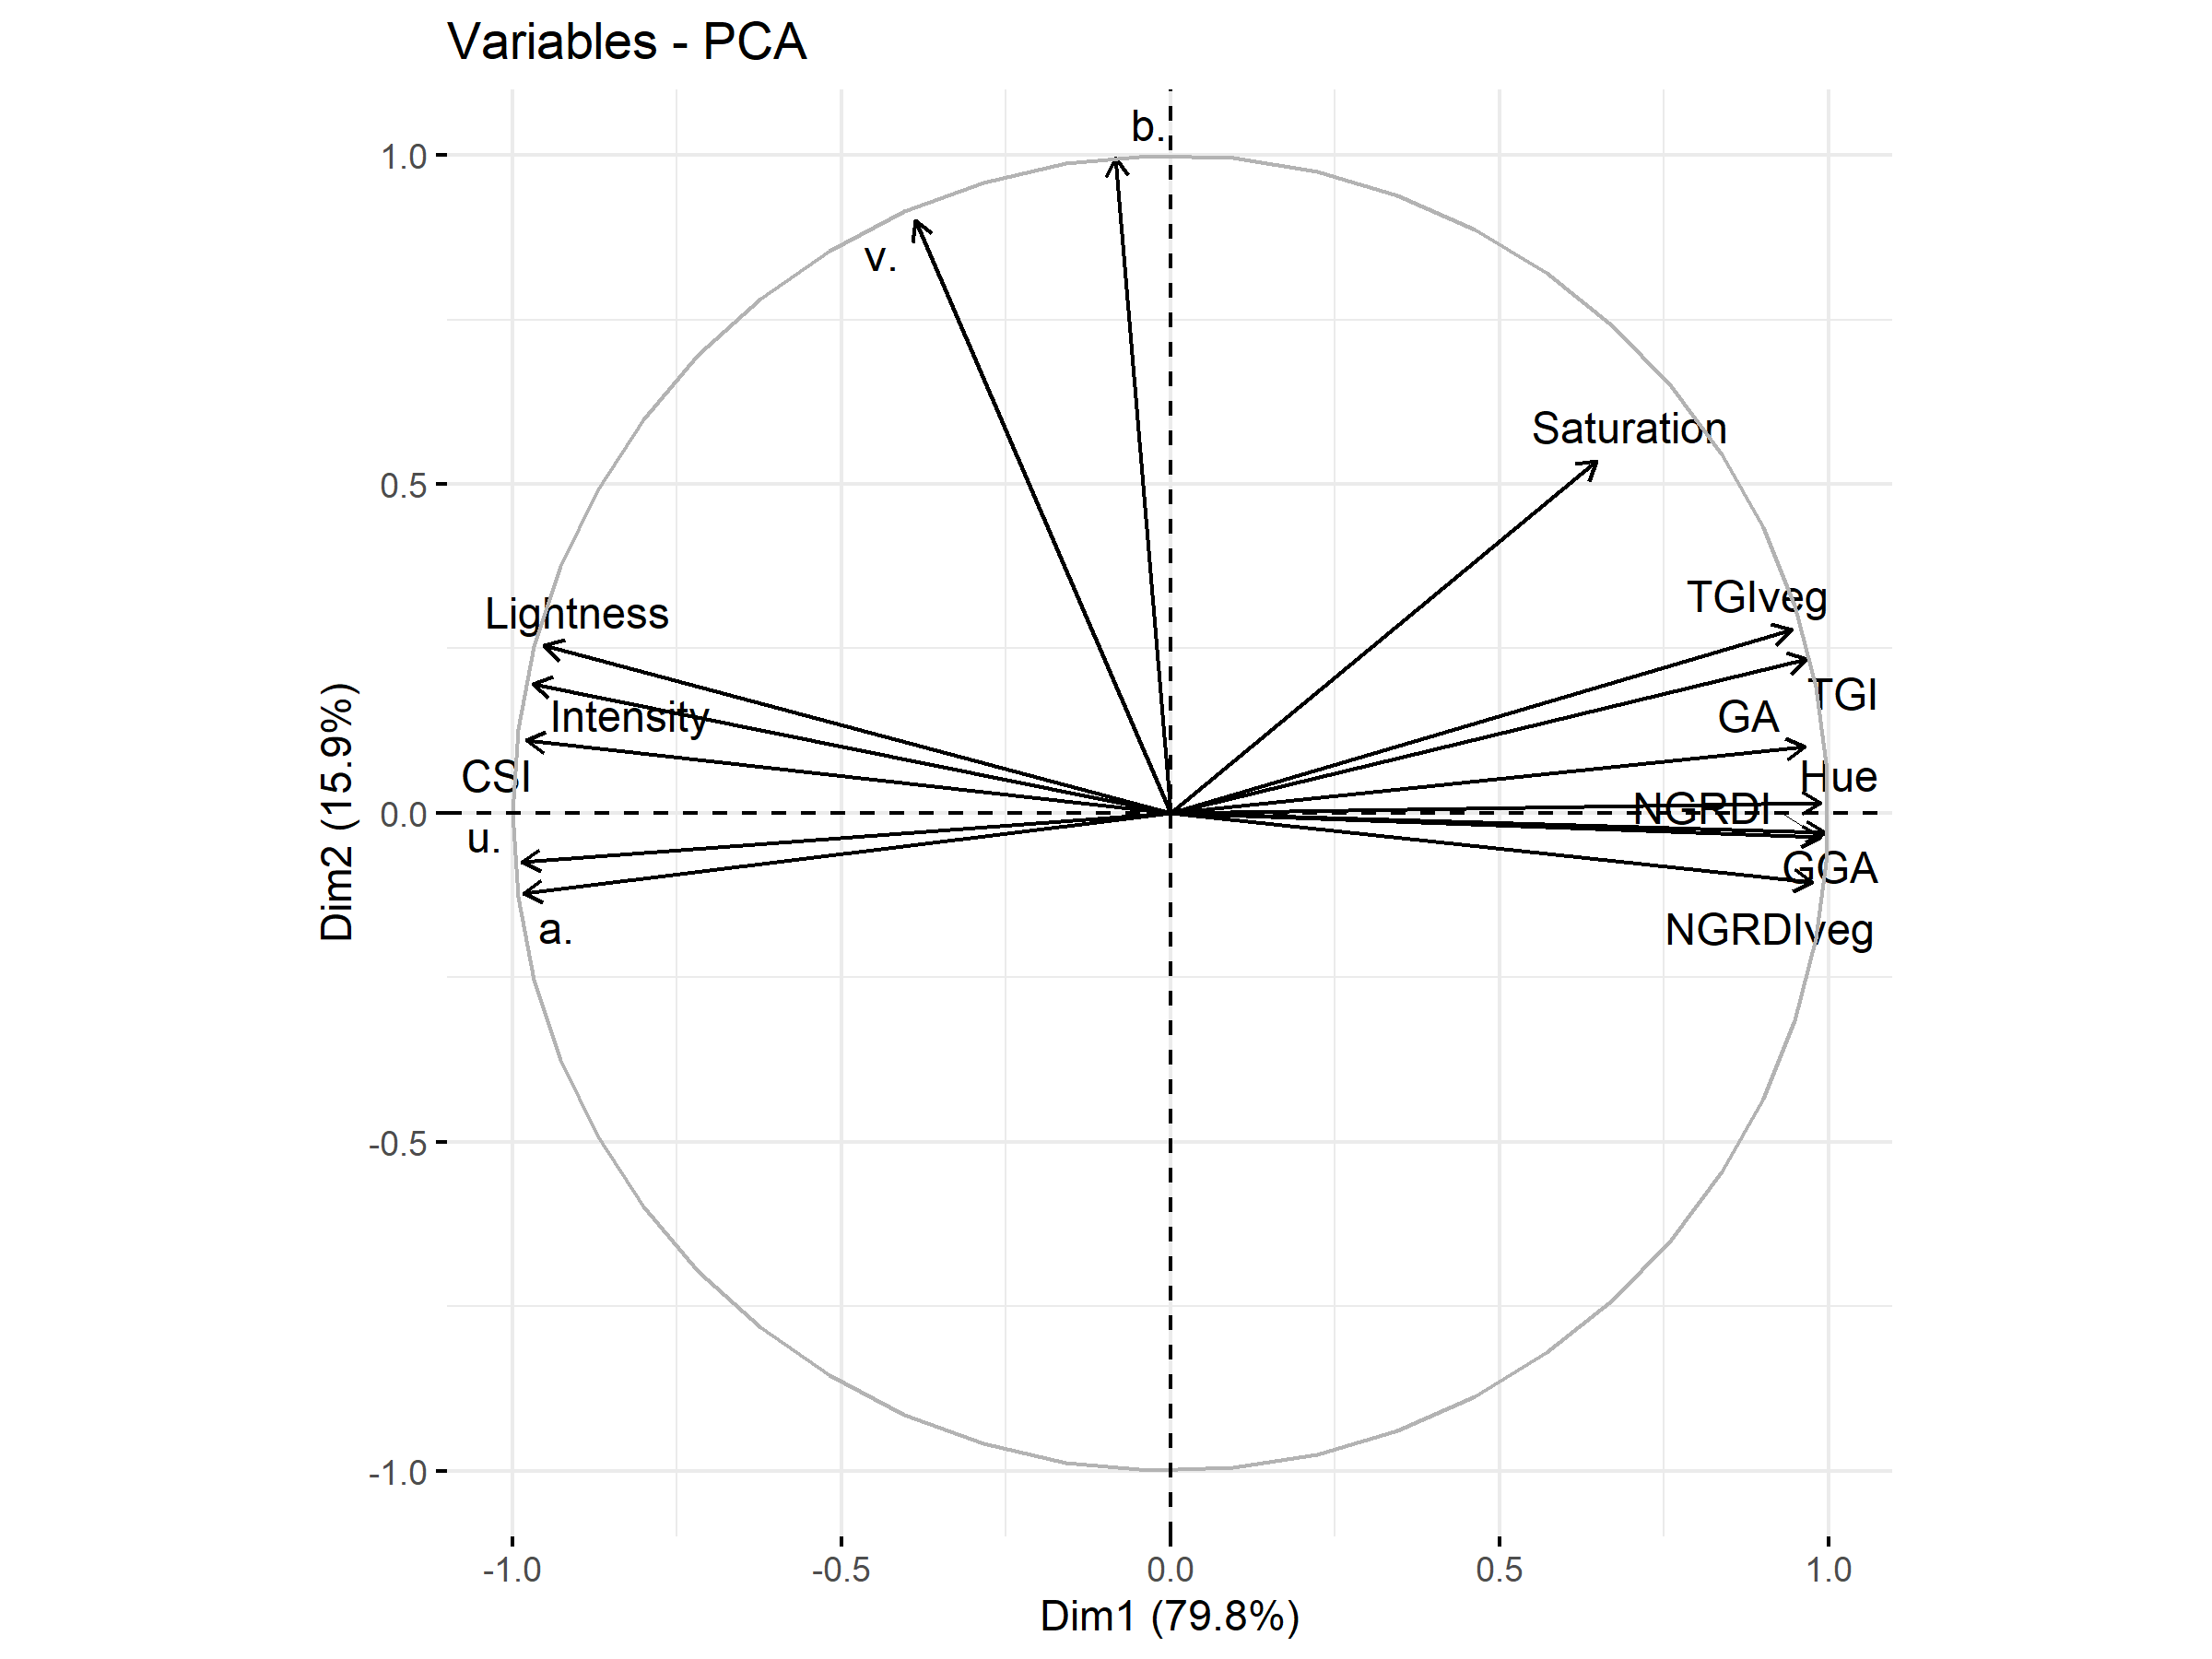 Variables - PCA
b.
1.0
v.
Saturation
0.5
TGIveg
Lightness
TGI
GA
Intensity
Hue
CSI
NGRDI
0.0
u.
GGA
a.
NGRDIveg
Dim2 (15.9%)
-0.5
-1.0
-1.0 -0.5 0.0 0.5 1.0
Dim1 (79.8%)